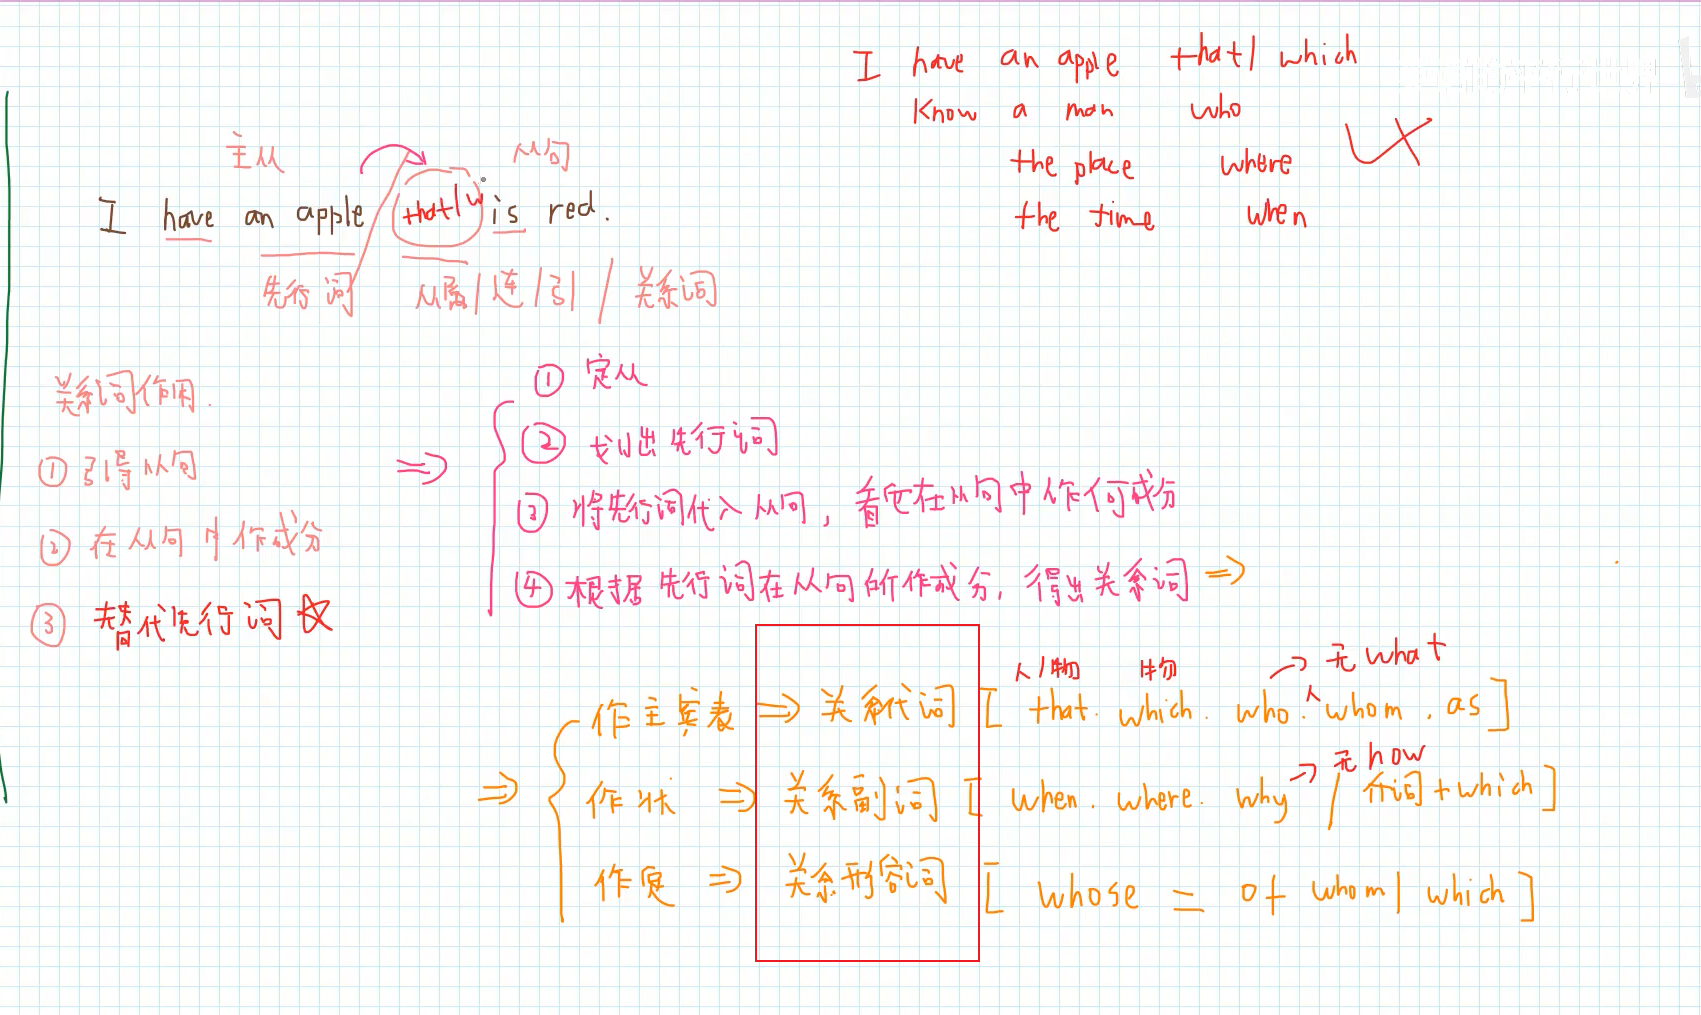 I have an apple that/which
know a man who
the place where
the time when
主从 从句
I have an apple that/w is red.
先行词 从属/连/引/关系词
关系词作用.
① 引导从句
② 在从句中作成分
③ 替代先行词☆
⇒
① 定从
② 划出先行词
③ 将先行词代入从句，看它在从句中作何成分
④ 根据先行词在从句所作成分，得出关系词 ⇒
人/物 物 → 无what
⇒ 作主宾表 ⇒ 关系代词 [that. which. who. 人 whom. as]
→ 无how
作状 ⇒ 关系副词 [when. where. why / 介词+which]
作定 ⇒ 关系形容词 [whose = of whom/which]